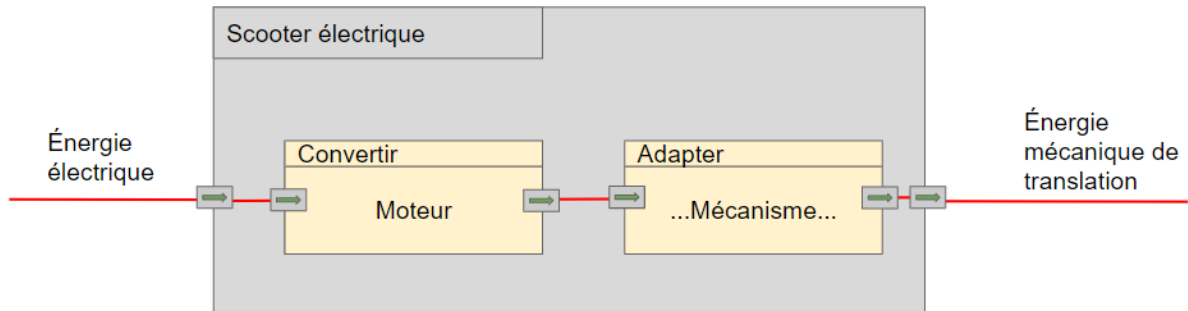 Scooter électrique
Énergie
électrique
Convertir
Moteur
Adapter
...Mécanisme...
Énergie
mécanique de
translation